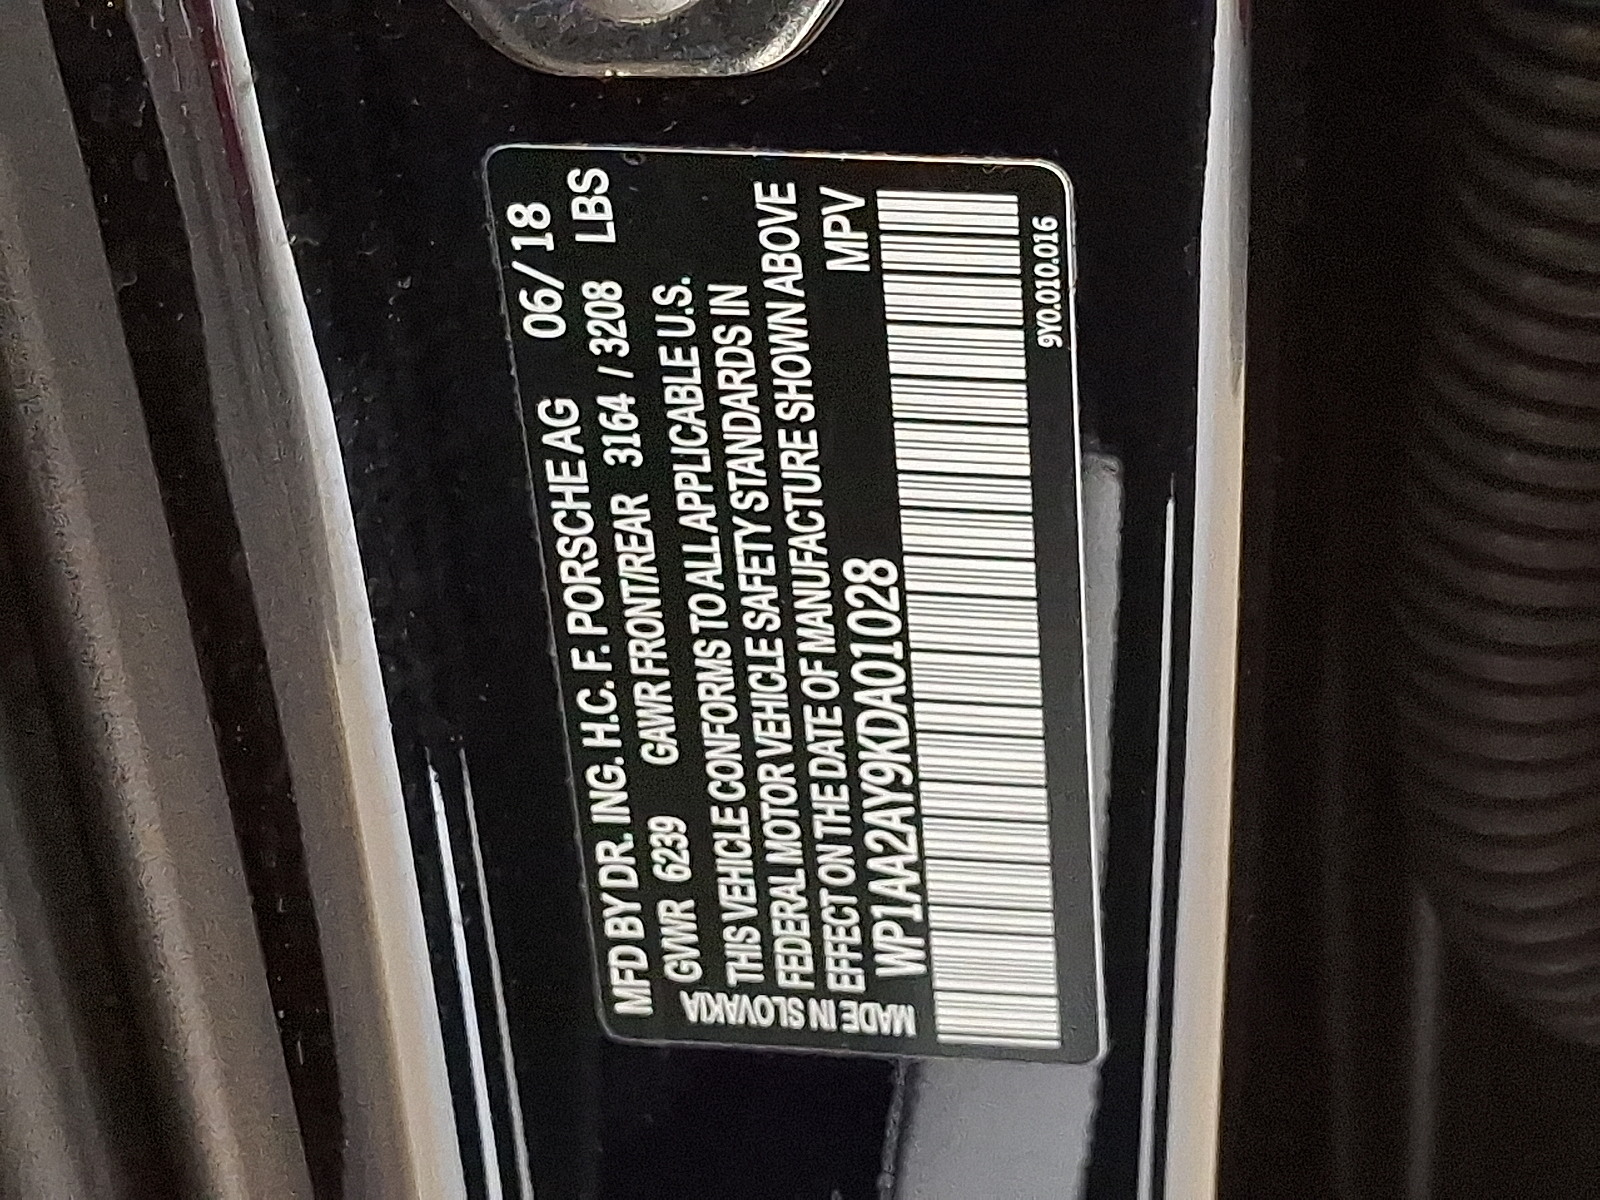 MFD BY DR. ING. H.C. F. PORSCHE AG 06/18
GVWR 6239 GAWR FRONT/REAR 3164 / 3208 LBS
THIS VEHICLE CONFORMS TO ALL APPLICABLE U.S.
FEDERAL MOTOR VEHICLE SAFETY STANDARDS IN
EFFECT ON THE DATE OF MANUFACTURE SHOWN ABOVE
WP1AA2AY9KDA01028 MPV
MADE IN SLOVAKIA
9Y0.010.016